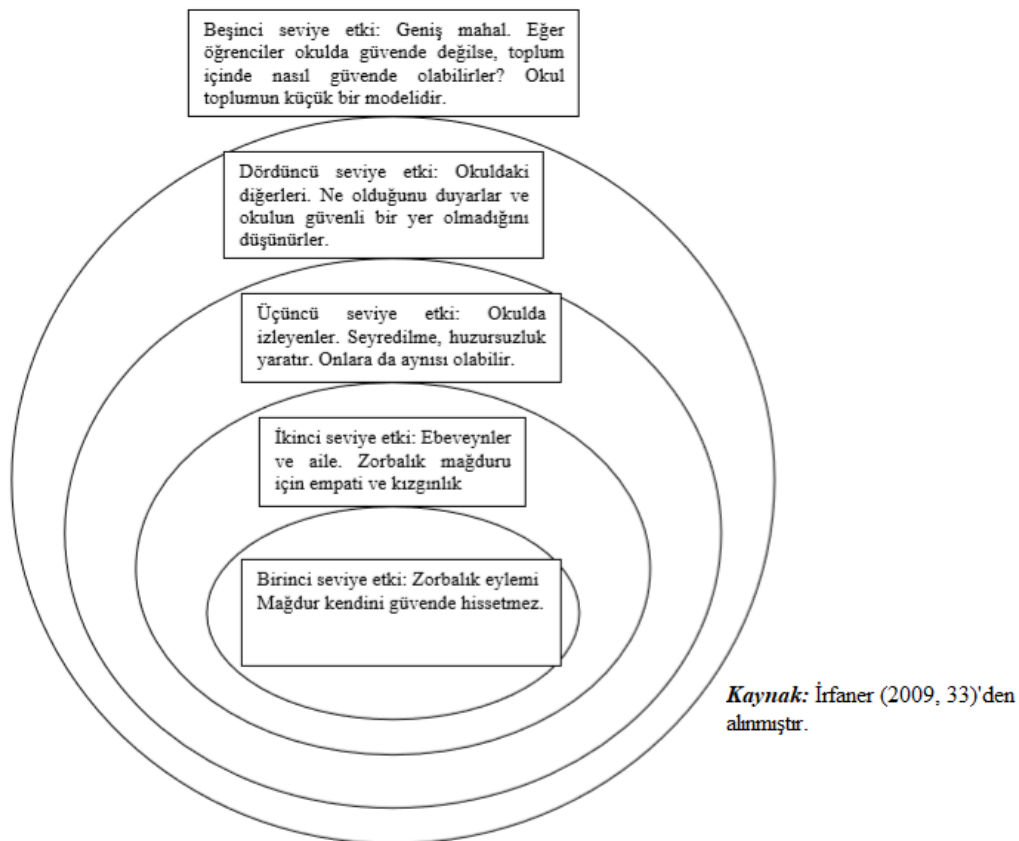 Beşinci seviye etki: Geniş mahal. Eğer
öğrenciler okulda güvende değilse, toplum
içinde nasıl güvende olabilirler? Okul
toplumun küçük bir modelidir.
Dördüncü seviye etki: Okuldaki
diğerleri. Ne olduğunu duyarlar ve
okulun güvenli bir yer olmadığını
düşünürler.
Üçüncü seviye etki: Okulda
izleyenler. Seyredilme, huzursuzluk
yaratır. Onlara da aynısı olabilir.
İkinci seviye etki: Ebeveynler
ve aile. Zorbalık mağduru
için empati ve kızgınlık
Birinci seviye etki: Zorbalık eylemi
Mağdur kendini güvende hissetmez.
Kaynak: İrfaner (2009, 33)'den
alınmıştır.